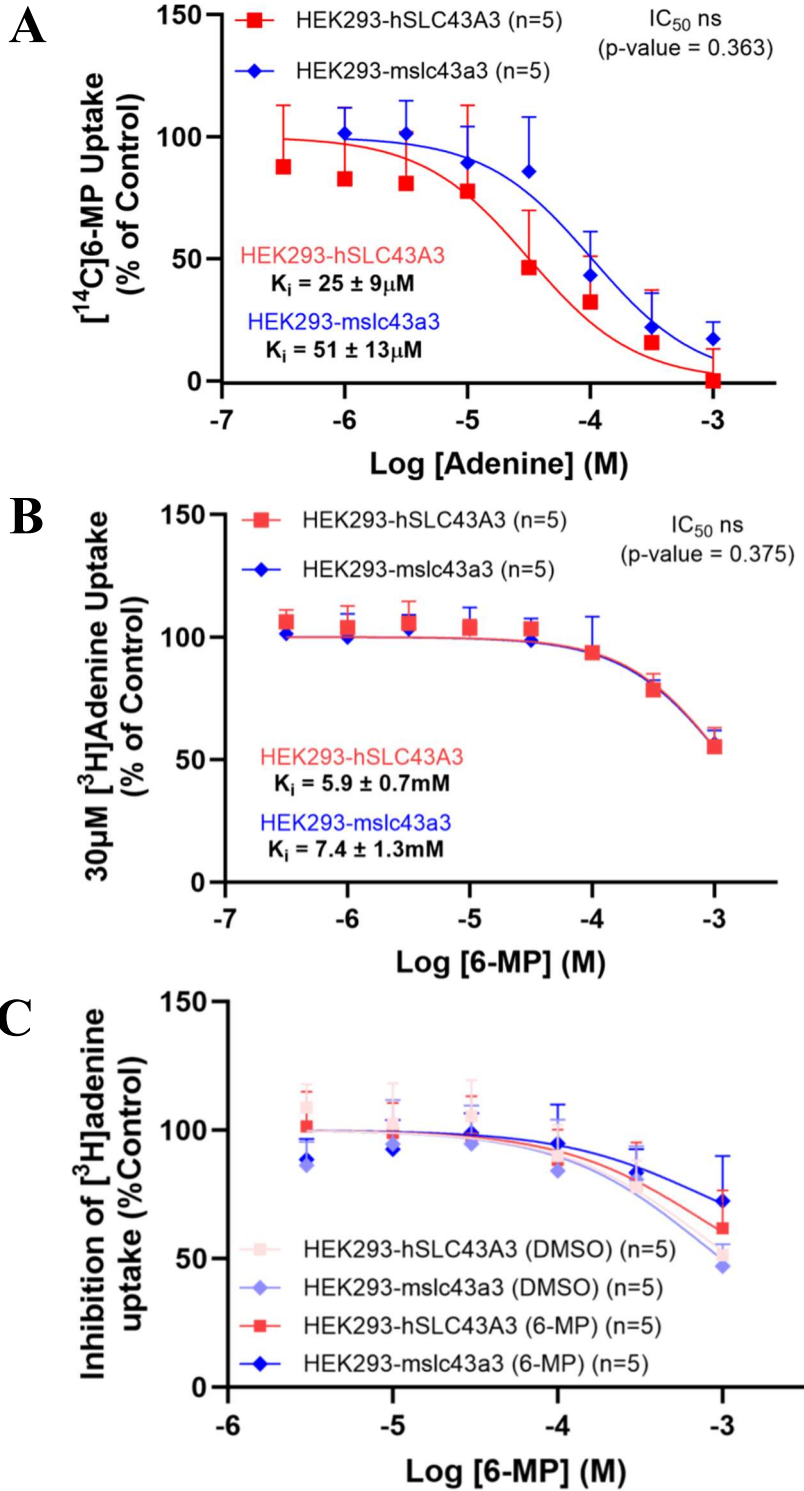 A
150
100
50
0
[¹⁴C]6-MP Uptake
(% of Control)
HEK293-hSLC43A3 (n=5)
HEK293-mslc43a3 (n=5)
IC₅₀ ns
(p-value = 0.363)
HEK293-hSLC43A3
Kᵢ = 25 ± 9μM
HEK293-mslc43a3
Kᵢ = 51 ± 13μM
-7 -6 -5 -4 -3
Log [Adenine] (M)
B
150
100
50
0
30μM [³H]Adenine Uptake
(% of Control)
HEK293-hSLC43A3 (n=5)
HEK293-mslc43a3 (n=5)
IC₅₀ ns
(p-value = 0.375)
HEK293-hSLC43A3
Kᵢ = 5.9 ± 0.7mM
HEK293-mslc43a3
Kᵢ = 7.4 ± 1.3mM
-7 -6 -5 -4 -3
Log [6-MP] (M)
C
150
100
50
0
Inhibition of [³H]adenine
uptake (%Control)
HEK293-hSLC43A3 (DMSO) (n=5)
HEK293-mslc43a3 (DMSO) (n=5)
HEK293-hSLC43A3 (6-MP) (n=5)
HEK293-mslc43a3 (6-MP) (n=5)
-6 -5 -4 -3
Log [6-MP] (M)